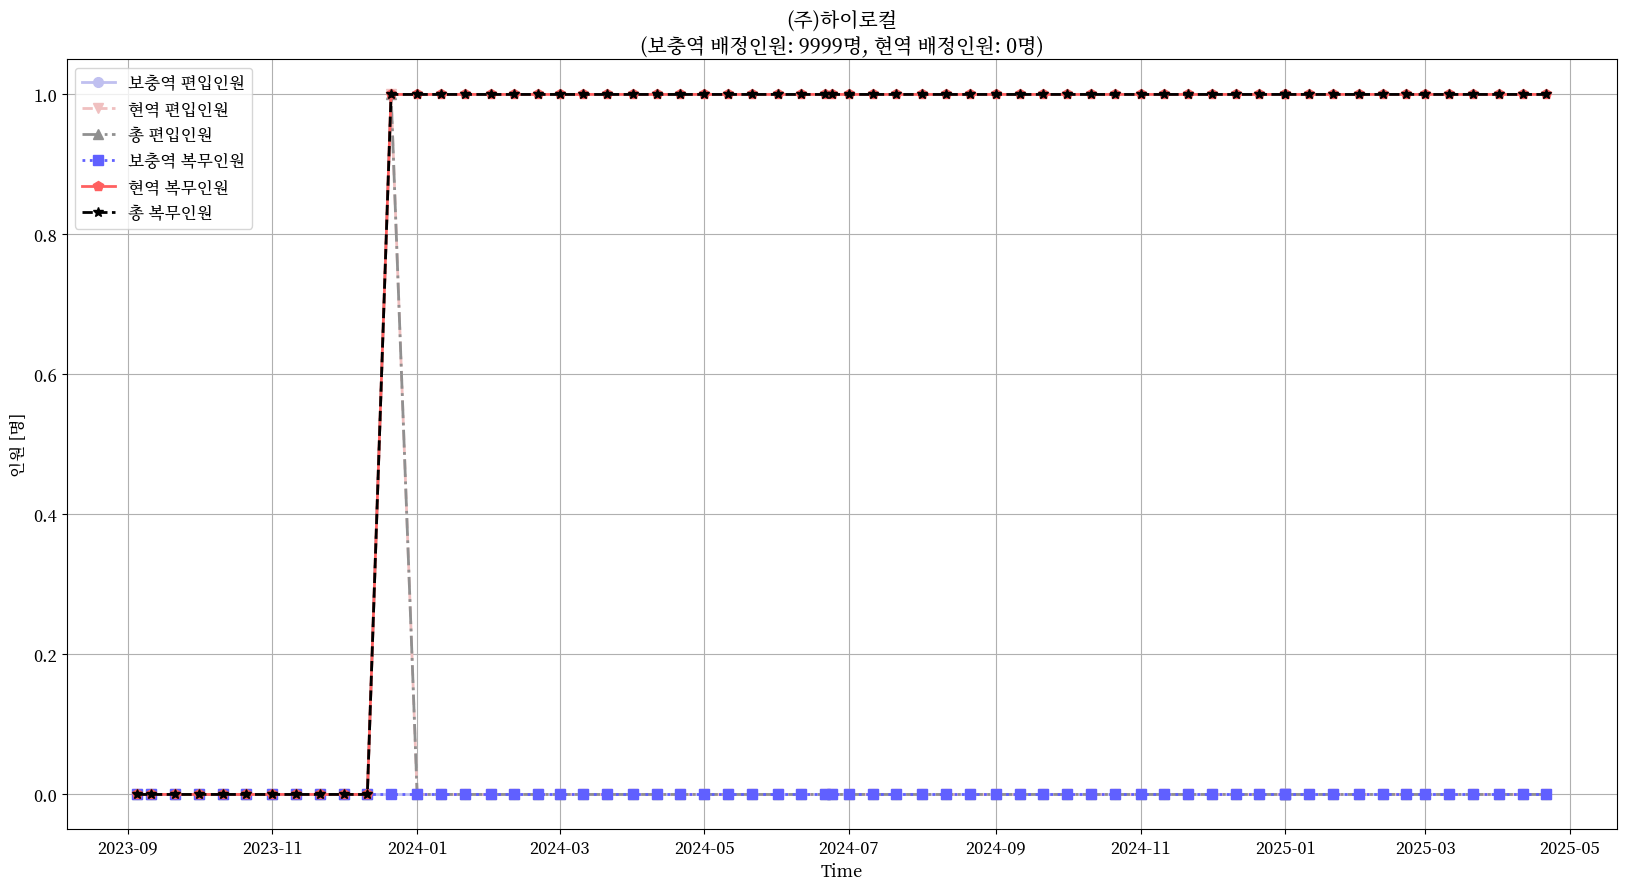 (주)하이로컬
(보충역 배정인원: 9999명, 현역 배정인원: 0명)
보충역 편입인원
현역 편입인원
총 편입인원
보충역 복무인원
현역 복무인원
총 복무인원
인원 [명]
1.0
0.8
0.6
0.4
0.2
0.0
2023-09
2023-11
2024-01
2024-03
2024-05
2024-07
2024-09
2024-11
2025-01
2025-03
2025-05
Time